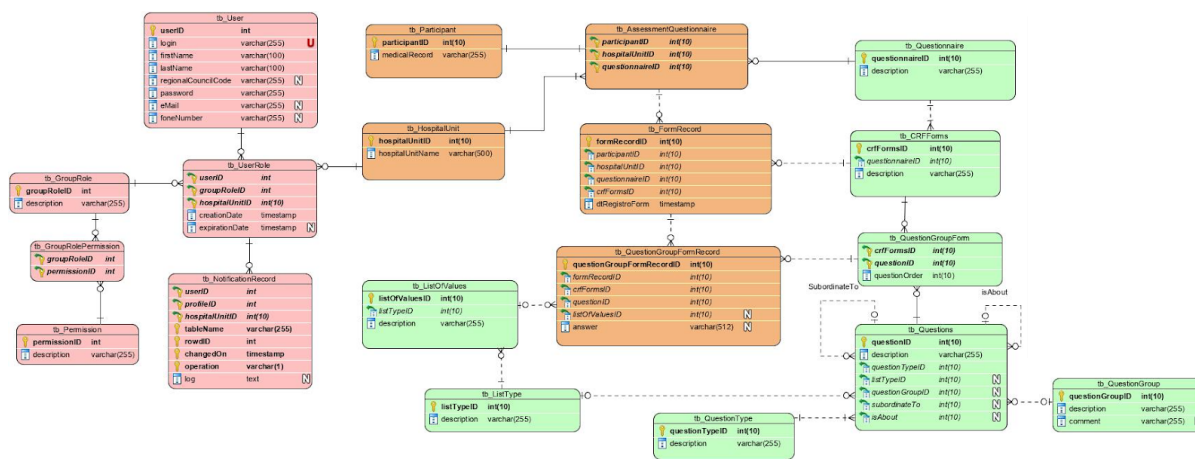 tb_User
userID int
login varchar(255) U
firstName varchar(100)
lastName varchar(100)
regionalCouncilCode varchar(255) N
password varchar(255)
eMail varchar(255) N
foneNumber varchar(255) N
tb_Participant
participantID int(10)
medicalRecord varchar(255)
tb_AssessmentQuestionnaire
participantID int(10)
hospitalUnitID int(10)
questionnaireID int(10)
tb_Questionnaire
questionnaireID int(10)
description varchar(255)
tb_HospitalUnit
hospitalUnitID int(10)
hospitalUnitName varchar(500)
tb_FormRecord
formRecordID int(10)
participantID int(10)
hospitalUnitID int(10)
questionnaireID int(10)
crfFormsID int(10)
dtRegistroForm timestamp
tb_CRFForms
crfFormsID int(10)
questionnaireID int(10)
description varchar(255)
tb_GroupRole
groupRoleID int
description varchar(255)
tb_UserRole
userID int
groupRoleID int
hospitalUnitID int(10)
creationDate timestamp
expirationDate timestamp N
tb_GroupRolePermission
groupRoleID int
permissionID int
tb_Permission
permissionID int
description varchar(255)
tb_NotificationRecord
userID int
profileID int
hospitalUnitID int(10)
tableName varchar(255)
rowdID int
changedOn timestamp
operation varchar(1)
log text N
tb_QuestionGroupFormRecord
questionGroupFormRecordID int(10)
formRecordID int(10)
crfFormsID int(10)
questionID int(10)
listOfValuesID int(10) N
answer varchar(512) N
tb_QuestionGroupForm
crfFormsID int(10)
questionID int(10)
questionOrder int(10)
tb_ListOfValues
listOfValuesID int(10)
listTypeID int(10)
description varchar(255)
SubordinateTo
isAbout
tb_Questions
questionID int(10)
description varchar(255)
questionTypeID int(10)
listTypeID int(10) N
questionGroupID int(10) N
subordinateTo int(10) N
isAbout int(10) N
tb_ListType
listTypeID int(10)
description varchar(255)
tb_QuestionType
questionTypeID int(10)
description varchar(255)
tb_QuestionGroup
questionGroupID int(10)
description varchar(255)
comment varchar(255)